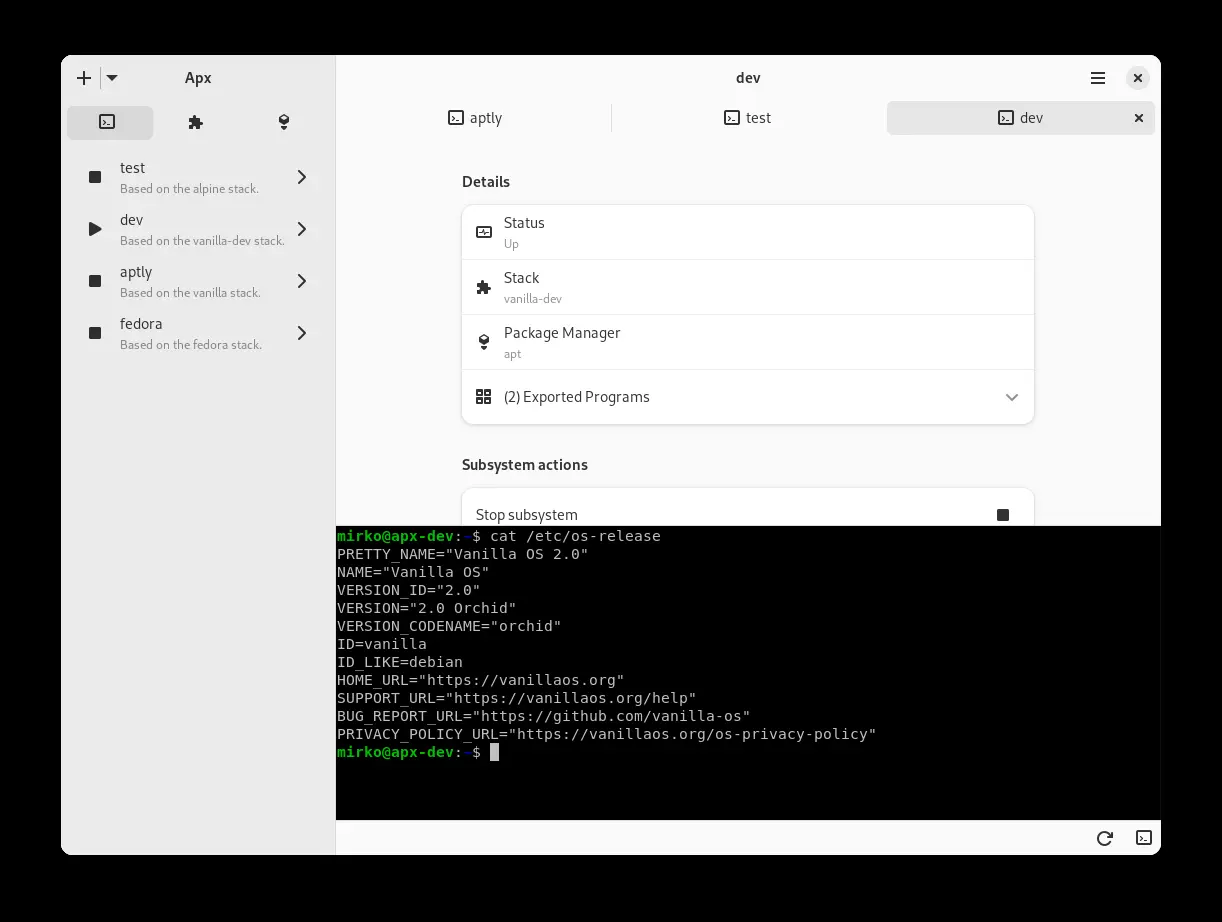 Apx
test
Based on the alpine stack.
dev
Based on the vanilla-dev stack.
aptly
Based on the vanilla stack.
fedora
Based on the fedora stack.
dev
aptly
test
dev
Details
Status
Up
Stack
vanilla-dev
Package Manager
apt
(2) Exported Programs
Subsystem actions
Stop subsystem
mirko@apx-dev:~$ cat /etc/os-release
PRETTY_NAME="Vanilla OS 2.0"
NAME="Vanilla OS"
VERSION_ID="2.0"
VERSION="2.0 Orchid"
VERSION_CODENAME="orchid"
ID=vanilla
ID_LIKE=debian
HOME_URL="https://vanillaos.org"
SUPPORT_URL="https://vanillaos.org/help"
BUG_REPORT_URL="https://github.com/vanilla-os"
PRIVACY_POLICY_URL="https://vanillaos.org/os-privacy-policy"
mirko@apx-dev:~$